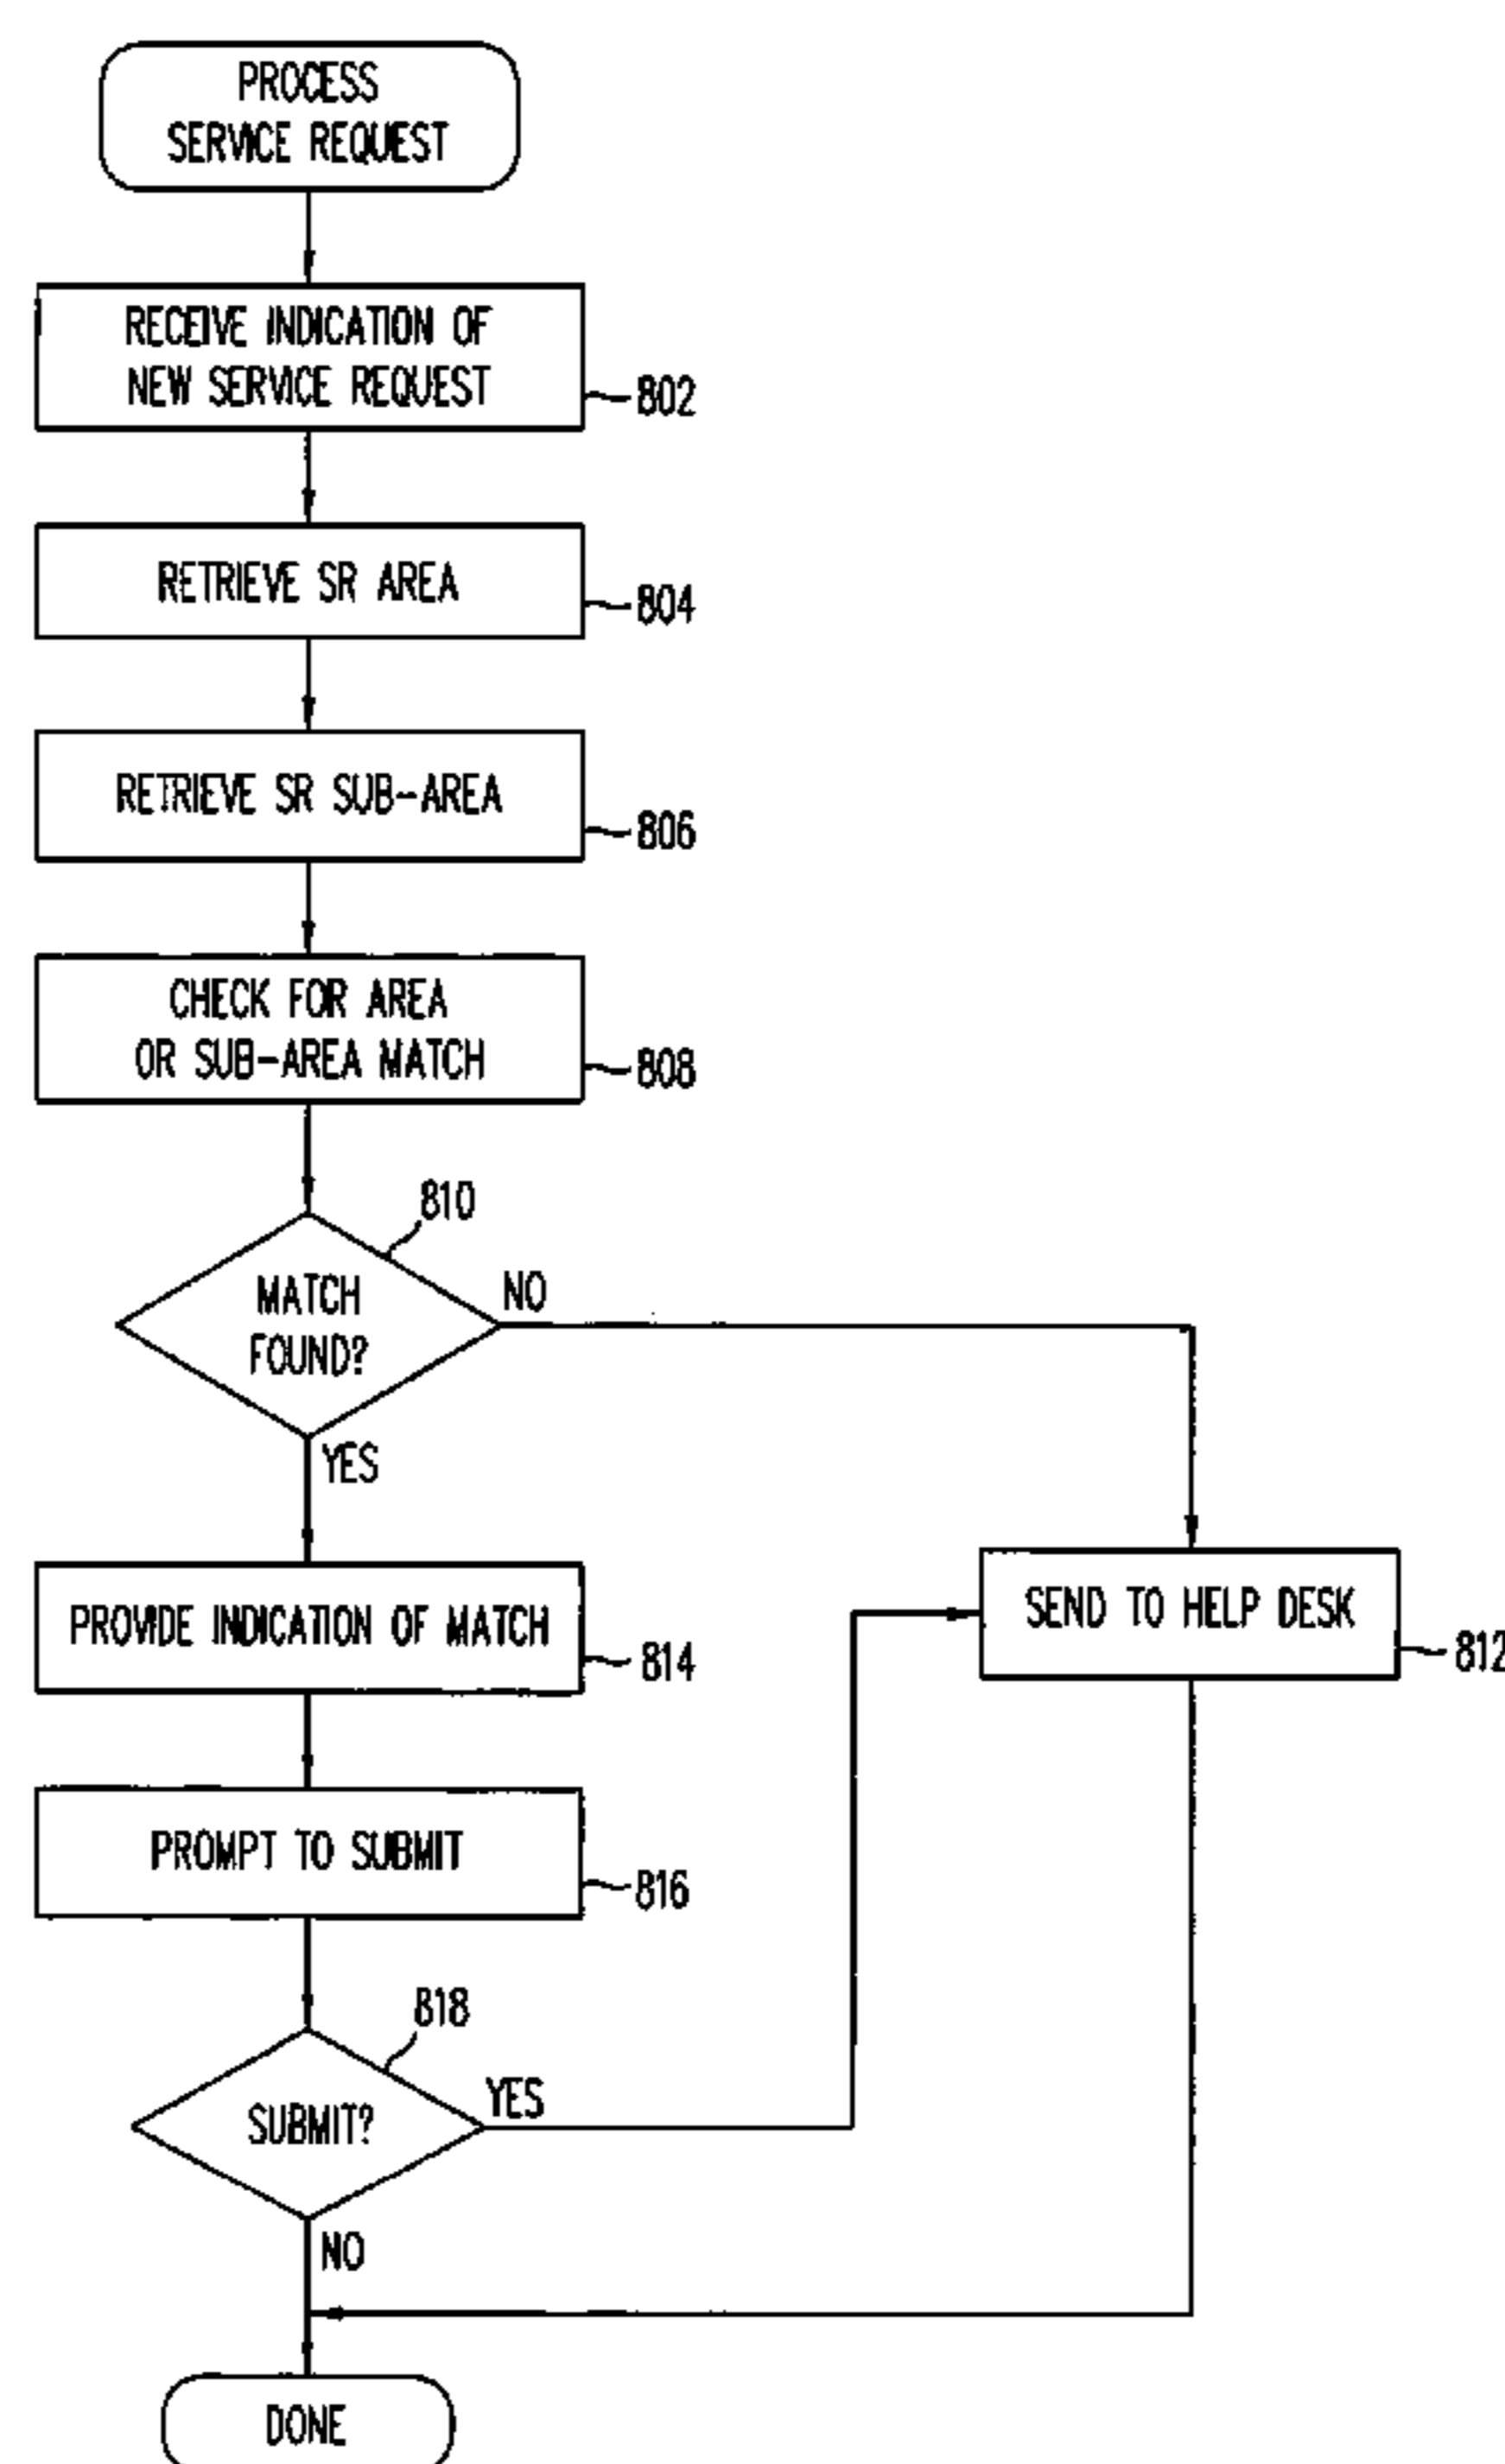 PROCESS
SERVICE REQUEST
RECEIVE INDICATION OF
NEW SERVICE REQUEST
802
RETRIEVE SR AREA
804
RETRIEVE SR SUB-AREA
806
CHECK FOR AREA
OR SUB-AREA MATCH
808
810
MATCH
FOUND?
NO
YES
PROVIDE INDICATION OF MATCH
814
SEND TO HELP DESK
812
PROMPT TO SUBMIT
816
818
SUBMIT?
YES
NO
DONE